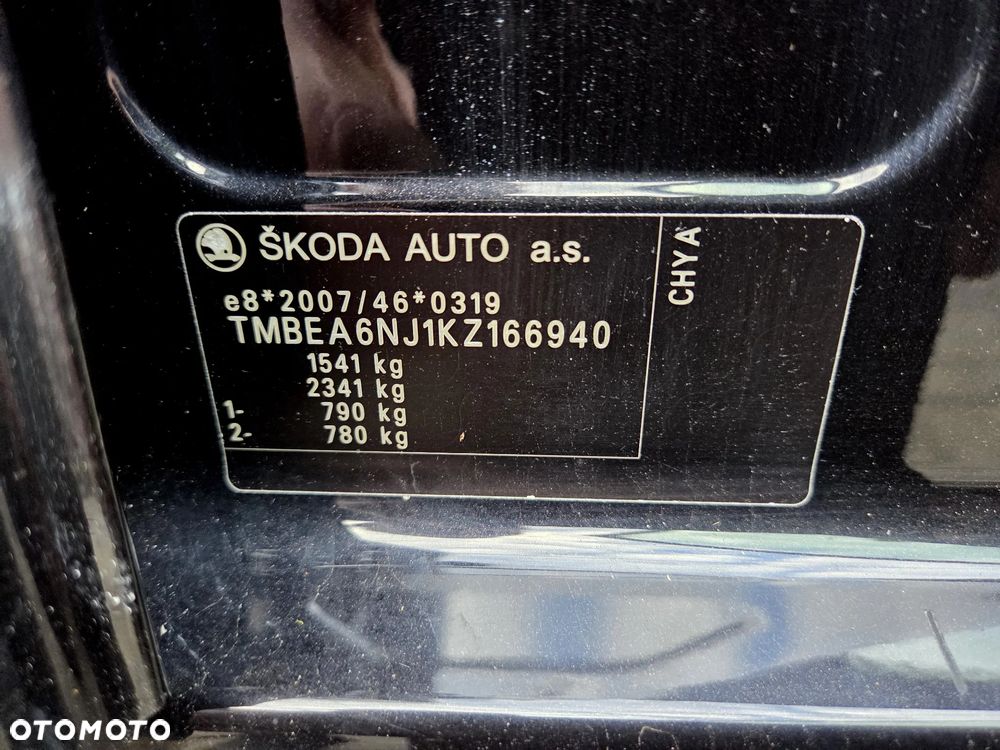 ŠKODA AUTO a.s.
CHYA
e8*2007/46*0319
TMBEA6NJ1KZ166940
1541 kg
2341 kg
1- 790 kg
2- 780 kg
OTOMOTO